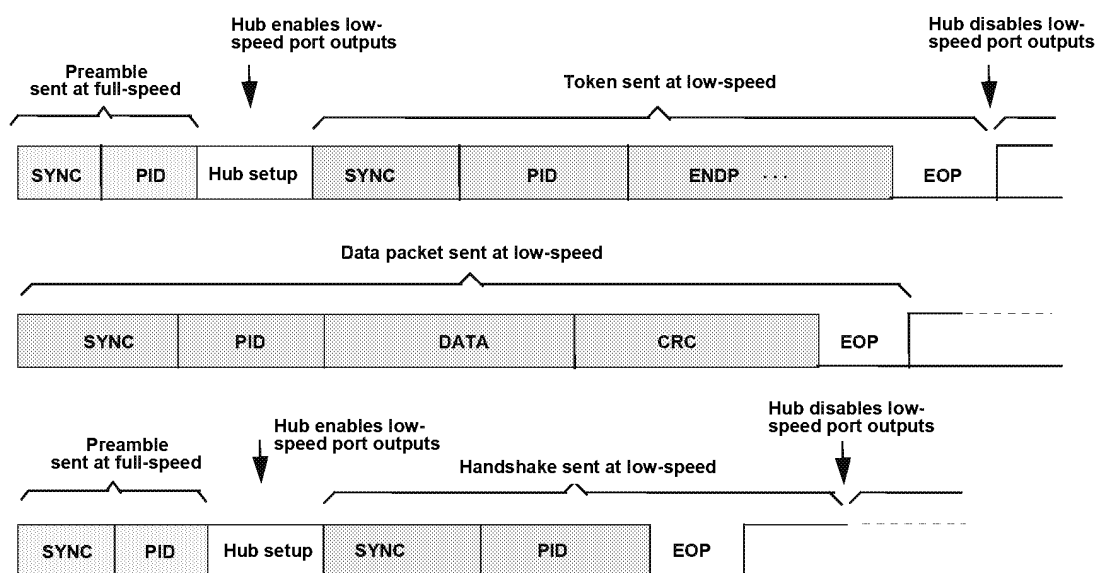 Hub enables low-
speed port outputs
Hub disables low-
speed port outputs
Preamble
sent at full-speed
Token sent at low-speed
SYNC PID Hub setup SYNC PID ENDP ··· EOP
Data packet sent at low-speed
SYNC PID DATA CRC EOP
Hub enables low-
speed port outputs
Hub disables low-
speed port outputs
Preamble
sent at full-speed
Handshake sent at low-speed
SYNC PID Hub setup SYNC PID EOP